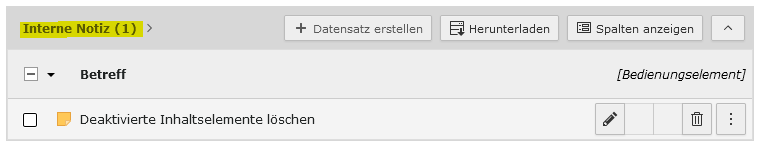 Interne Notiz (1) + Datensatz erstellen Herunterladen Spalten anzeigen
Betreff [Bedienungselement]
Deaktivierte Inhaltselemente löschen